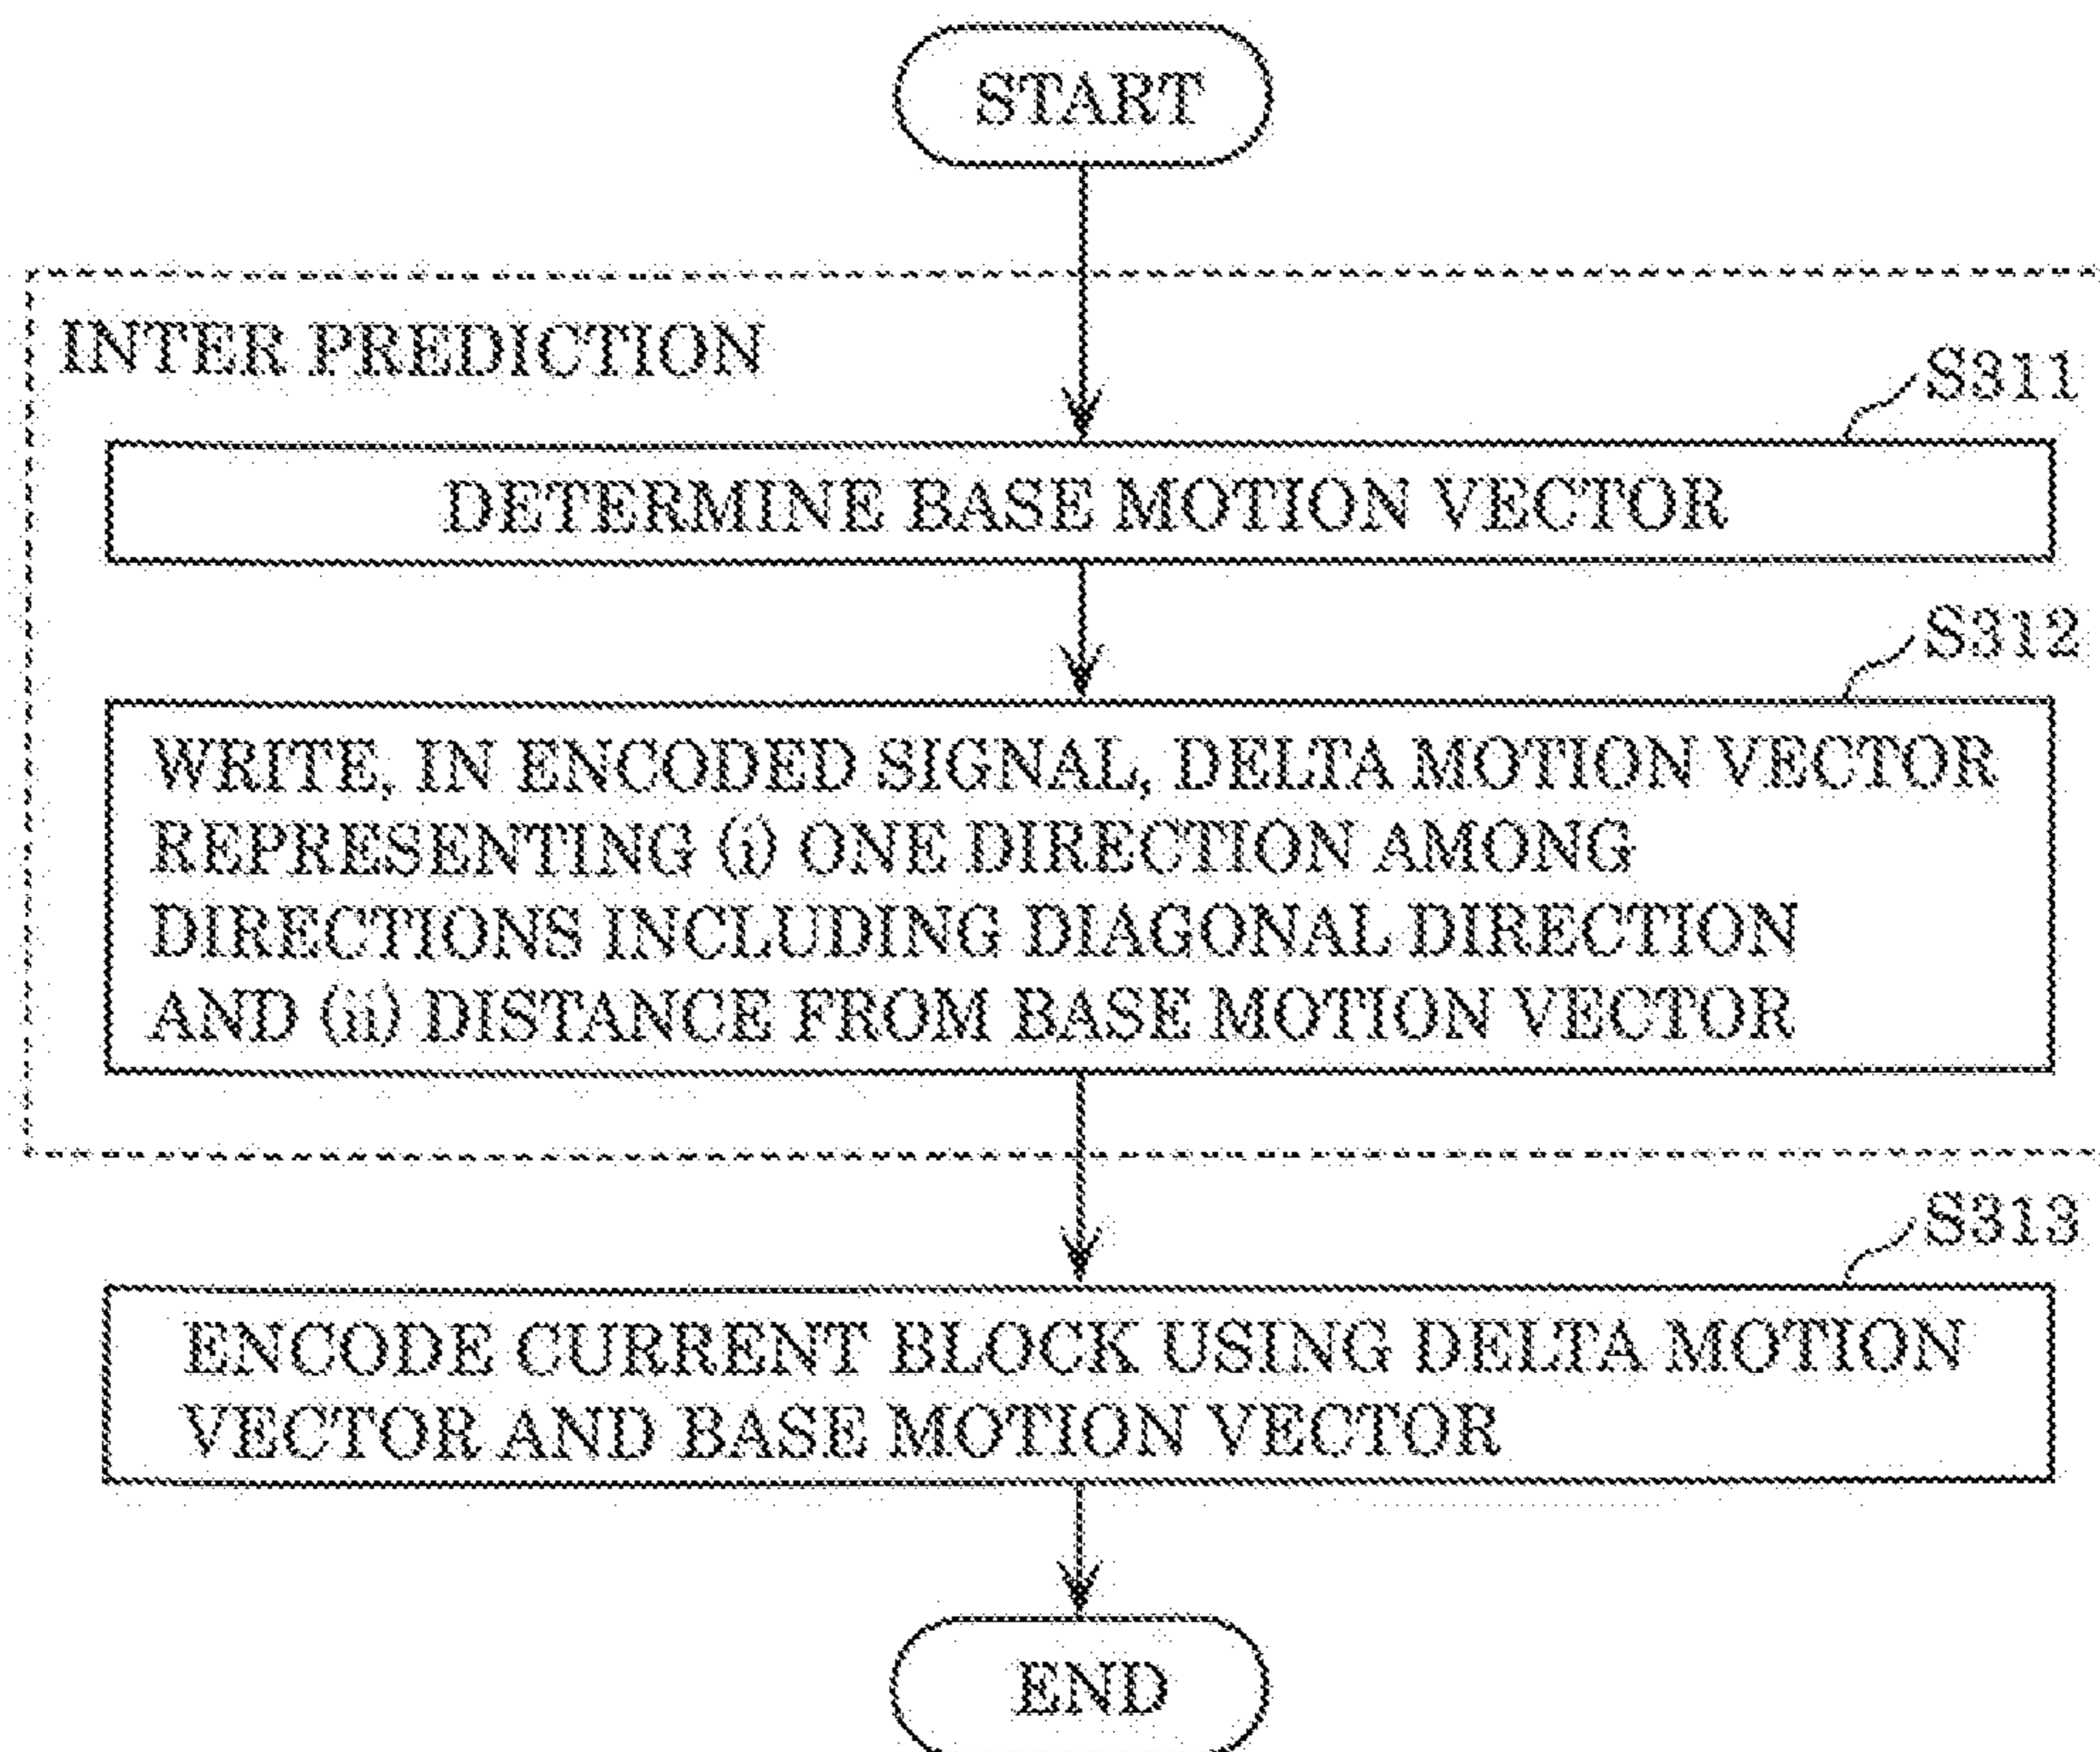 START
INTER PREDICTION
S311
DETERMINE BASE MOTION VECTOR
S312
WRITE, IN ENCODED SIGNAL, DELTA MOTION VECTOR
REPRESENTING (i) ONE DIRECTION AMONG
DIRECTIONS INCLUDING DIAGONAL DIRECTION
AND (ii) DISTANCE FROM BASE MOTION VECTOR
S313
ENCODE CURRENT BLOCK USING DELTA MOTION
VECTOR AND BASE MOTION VECTOR
END